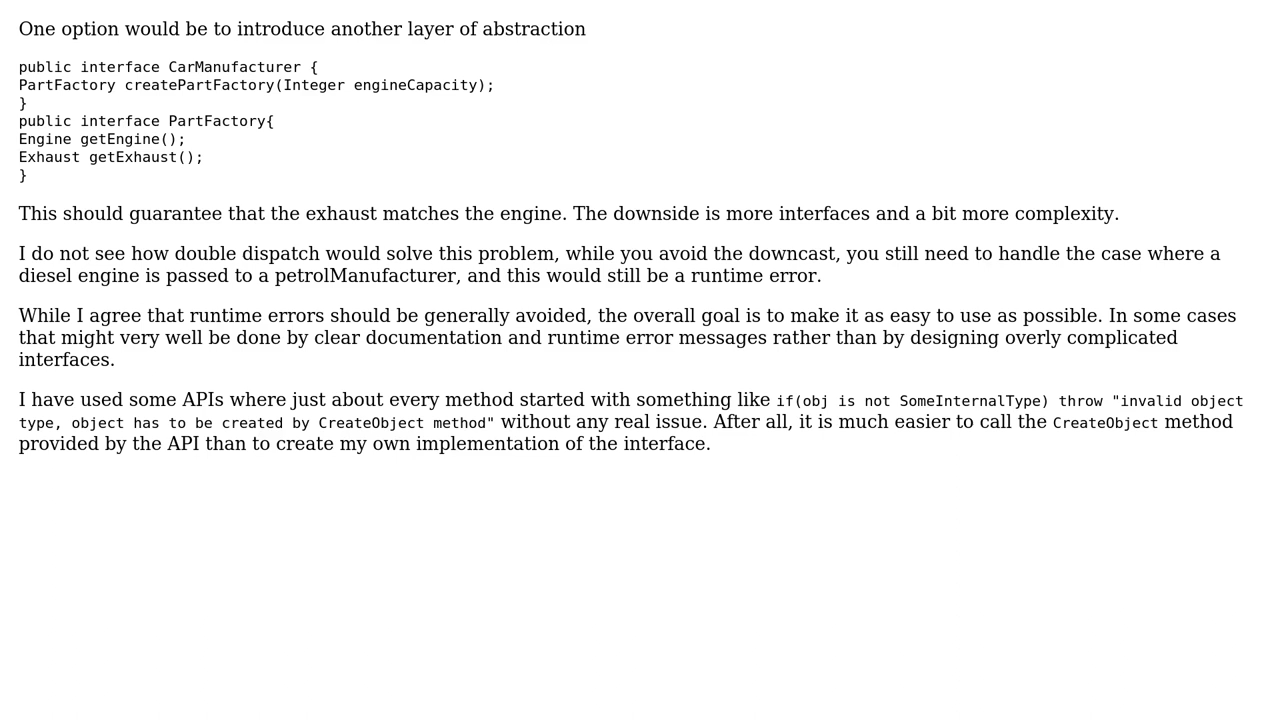 One option would be to introduce another layer of abstraction
public interface CarManufacturer {
PartFactory createPartFactory(Integer engineCapacity);
}
public interface PartFactory{
Engine getEngine();
Exhaust getExhaust();
}
This should guarantee that the exhaust matches the engine. The downside is more interfaces and a bit more complexity.
I do not see how double dispatch would solve this problem, while you avoid the downcast, you still need to handle the case where a
diesel engine is passed to a petrolManufacturer, and this would still be a runtime error.
While I agree that runtime errors should be generally avoided, the overall goal is to make it as easy to use as possible. In some cases
that might very well be done by clear documentation and runtime error messages rather than by designing overly complicated
interfaces.
I have used some APIs where just about every method started with something like if(obj is not SomeInternalType) throw "invalid object
type, object has to be created by CreateObject method" without any real issue. After all, it is much easier to call the CreateObject method
provided by the API than to create my own implementation of the interface.